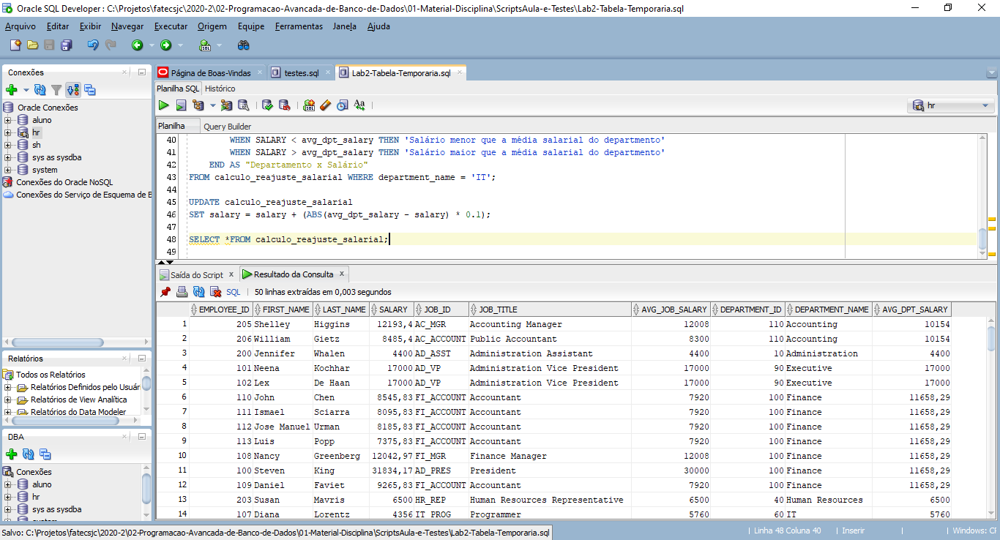 Oracle SQL Developer : C:\Projetos\fatecsjc\2020-2\02-Programacao-Avancada-de-Banco-de-Dados\01-Material-Disciplina\ScriptsAula-e-Testes\Lab2-Tabela-Temporaria.sql
Arquivo Editar Exibir Navegar Executar Origem Equipe Ferramentas Janela Ajuda
Conexões
Oracle Conexões
aluno
hr
sh
sys as sysdba
system
Conexões do Oracle NoSQL
Conexões do Serviço de Esquema de B
Relatórios
Todos os Relatórios
Relatórios Definidos pelo Usuár
Relatórios de View Analítica
Relatórios do Data Modeler
DBA
Conexões
aluno
hr
sys as sysdba
Página de Boas-Vindas testes.sql Lab2-Tabela-Temporaria.sql
Planilha SQL Histórico
hr
Planilha Query Builder
40 WHEN SALARY < avg_dpt_salary THEN 'Salário menor que a média salarial do departmento'
41 WHEN SALARY > avg_dpt_salary THEN 'Salário maior que a média salarial do departmento'
42 END AS "Departamento x Salário"
43 FROM calculo_reajuste_salarial WHERE department_name = 'IT';
44
45 UPDATE calculo_reajuste_salarial
46 SET salary = salary + (ABS(avg_dpt_salary - salary) * 0.1);
47
48 SELECT *FROM calculo_reajuste_salarial;
49
Saída do Script x Resultado da Consulta x
SQL | 50 linhas extraídas em 0,003 segundos
EMPLOYEE_ID FIRST_NAME LAST_NAME SALARY JOB_ID JOB_TITLE AVG_JOB_SALARY DEPARTMENT_ID DEPARTMENT_NAME AVG_DPT_SALARY
1 205 Shelley Higgins 12193,4 AC_MGR Accounting Manager 12008 110 Accounting 10154
2 206 William Gietz 8485,4 AC_ACCOUNT Public Accountant 8300 110 Accounting 10154
3 200 Jennifer Whalen 4400 AD_ASST Administration Assistant 4400 10 Administration 4400
4 101 Neena Kochhar 17000 AD_VP Administration Vice President 17000 90 Executive 17000
5 102 Lex De Haan 17000 AD_VP Administration Vice President 17000 90 Executive 17000
6 110 John Chen 8545,83 FI_ACCOUNT Accountant 7920 100 Finance 11658,29
7 111 Ismael Sciarra 8095,83 FI_ACCOUNT Accountant 7920 100 Finance 11658,29
8 112 Jose Manuel Urman 8185,83 FI_ACCOUNT Accountant 7920 100 Finance 11658,29
9 113 Luis Popp 7375,83 FI_ACCOUNT Accountant 7920 100 Finance 11658,29
10 108 Nancy Greenberg 12042,97 FI_MGR Finance Manager 12008 100 Finance 11658,29
11 100 Steven King 31834,17 AD_PRES President 30000 100 Finance 11658,29
12 109 Daniel Faviet 9265,83 FI_ACCOUNT Accountant 7920 100 Finance 11658,29
13 203 Susan Mavris 6500 HR_REP Human Resources Representative 6500 40 Human Resources 6500
14 107 Diana Lorentz 4356 IT_PROG Programmer 5760 60 IT 5760
Salvo: C:\Projetos\fatecsjc\2020-2\02-Programacao-Avancada-de-Banco-de-Dados\01-Material-Disciplina\ScriptsAula-e-Testes\Lab2-Tabela-Temporaria.sql
| Linha 48 Coluna 40 | Inserir | | Windows: CF